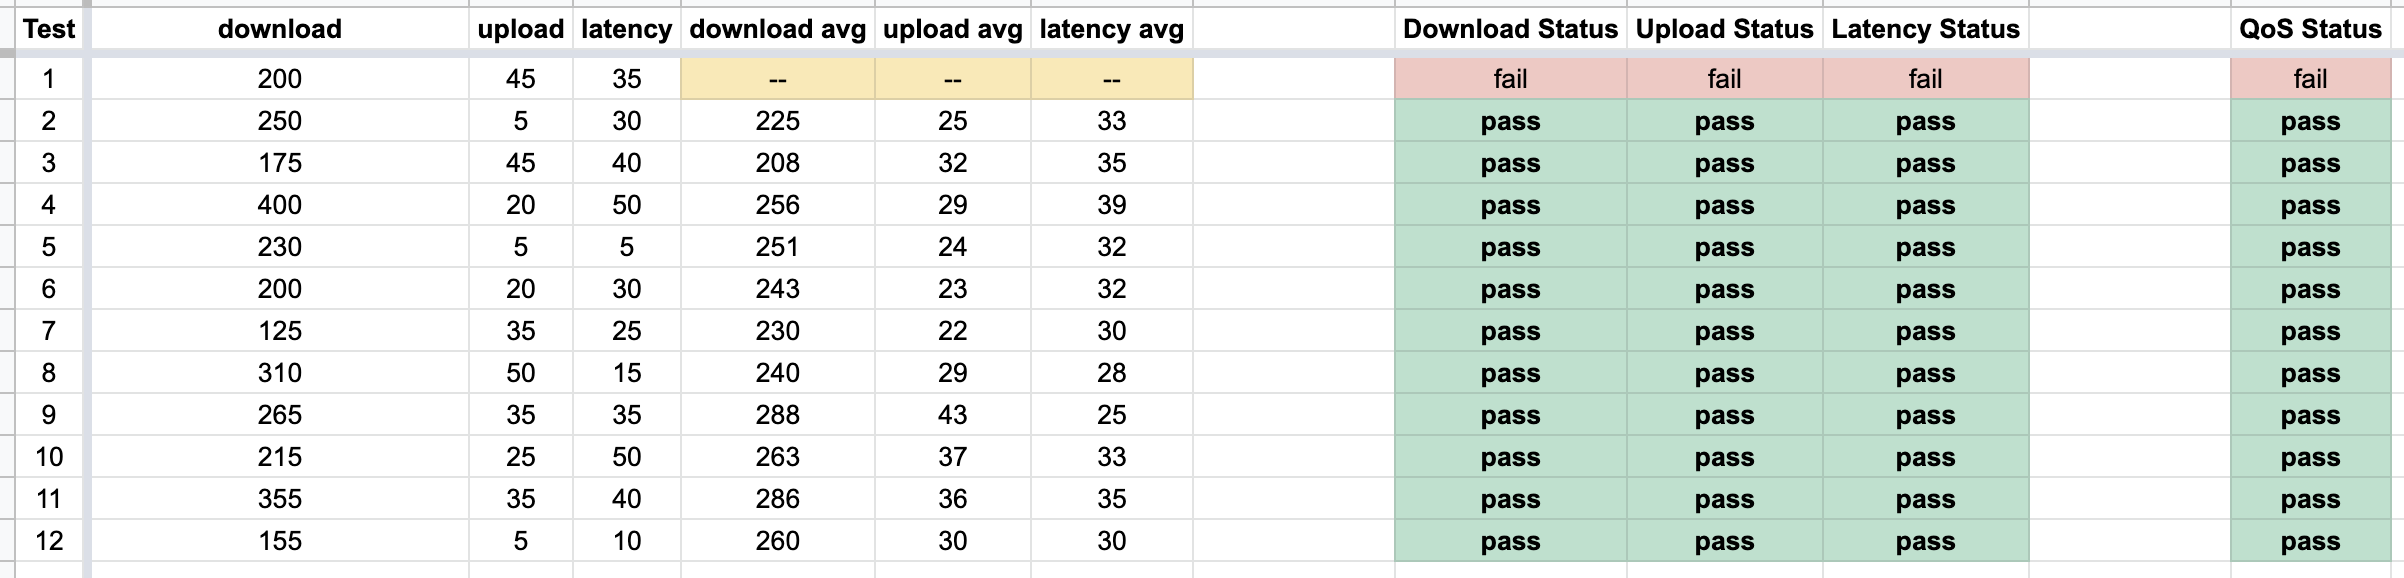 Test download upload latency download avg upload avg latency avg Download Status Upload Status Latency Status QoS Status
1 200 45 35 -- -- -- fail fail fail fail
2 250 5 30 225 25 33 pass pass pass pass
3 175 45 40 208 32 35 pass pass pass pass
4 400 20 50 256 29 39 pass pass pass pass
5 230 5 5 251 24 32 pass pass pass pass
6 200 20 30 243 23 32 pass pass pass pass
7 125 35 25 230 22 30 pass pass pass pass
8 310 50 15 240 29 28 pass pass pass pass
9 265 35 35 288 43 25 pass pass pass pass
10 215 25 50 263 37 33 pass pass pass pass
11 355 35 40 286 36 35 pass pass pass pass
12 155 5 10 260 30 30 pass pass pass pass